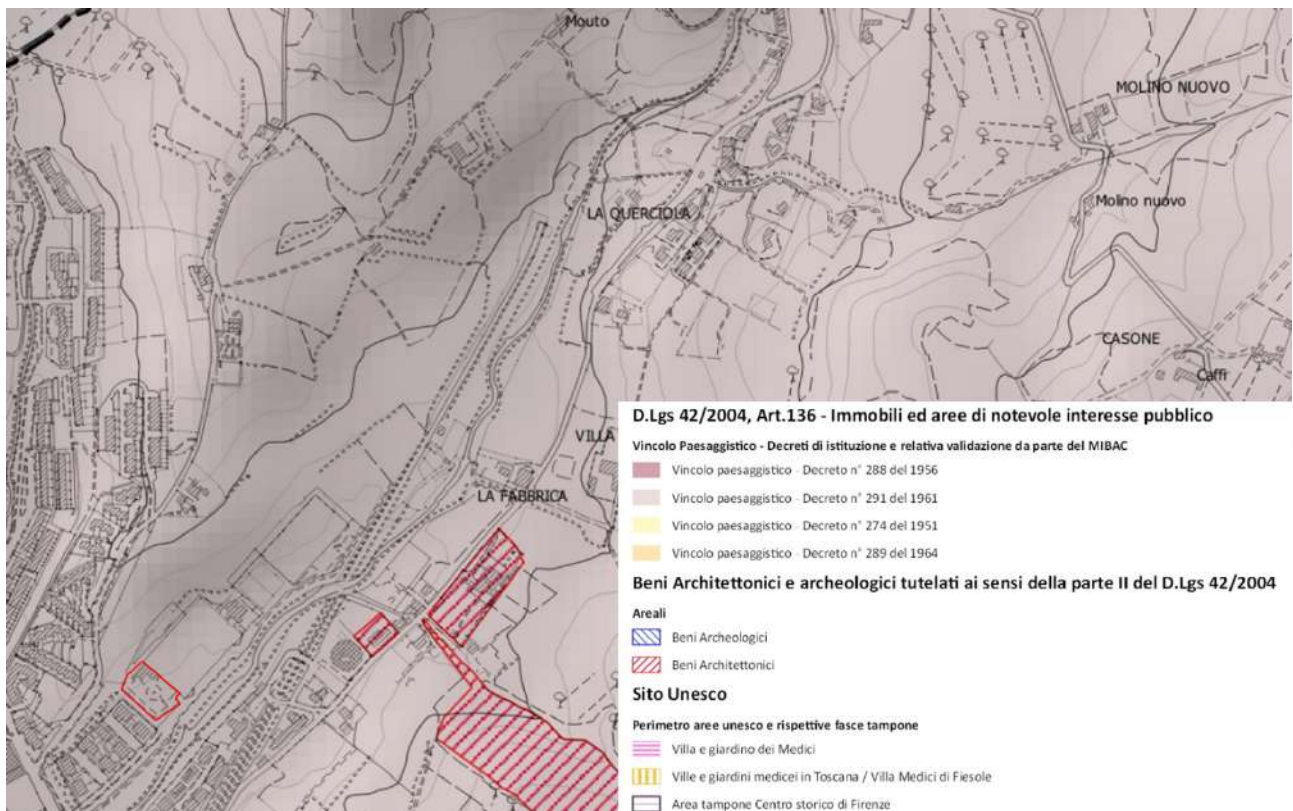 Mouto
MOLINO NUOVO
Molino nuovo
LA QUERCIOLA
CASONE
Caffi
VILLA
LA FABBRICA
D.Lgs 42/2004, Art.136 - Immobili ed aree di notevole interesse pubblico
Vincolo Paesaggistico - Decreti di istituzione e relativa validazione da parte del MIBAC
Vincolo paesaggistico - Decreto n° 288 del 1956
Vincolo paesaggistico - Decreto n° 291 del 1961
Vincolo paesaggistico - Decreto n° 274 del 1951
Vincolo paesaggistico - Decreto n° 289 del 1964
Beni Architettonici e archeologici tutelati ai sensi della parte II del D.Lgs 42/2004
Areali
Beni Archeologici
Beni Architettonici
Sito Unesco
Perimetro aree unesco e rispettive fasce tampone
Villa e giardino dei Medici
Ville e giardini medicei in Toscana / Villa Medici di Fiesole
Area tampone Centro storico di Firenze